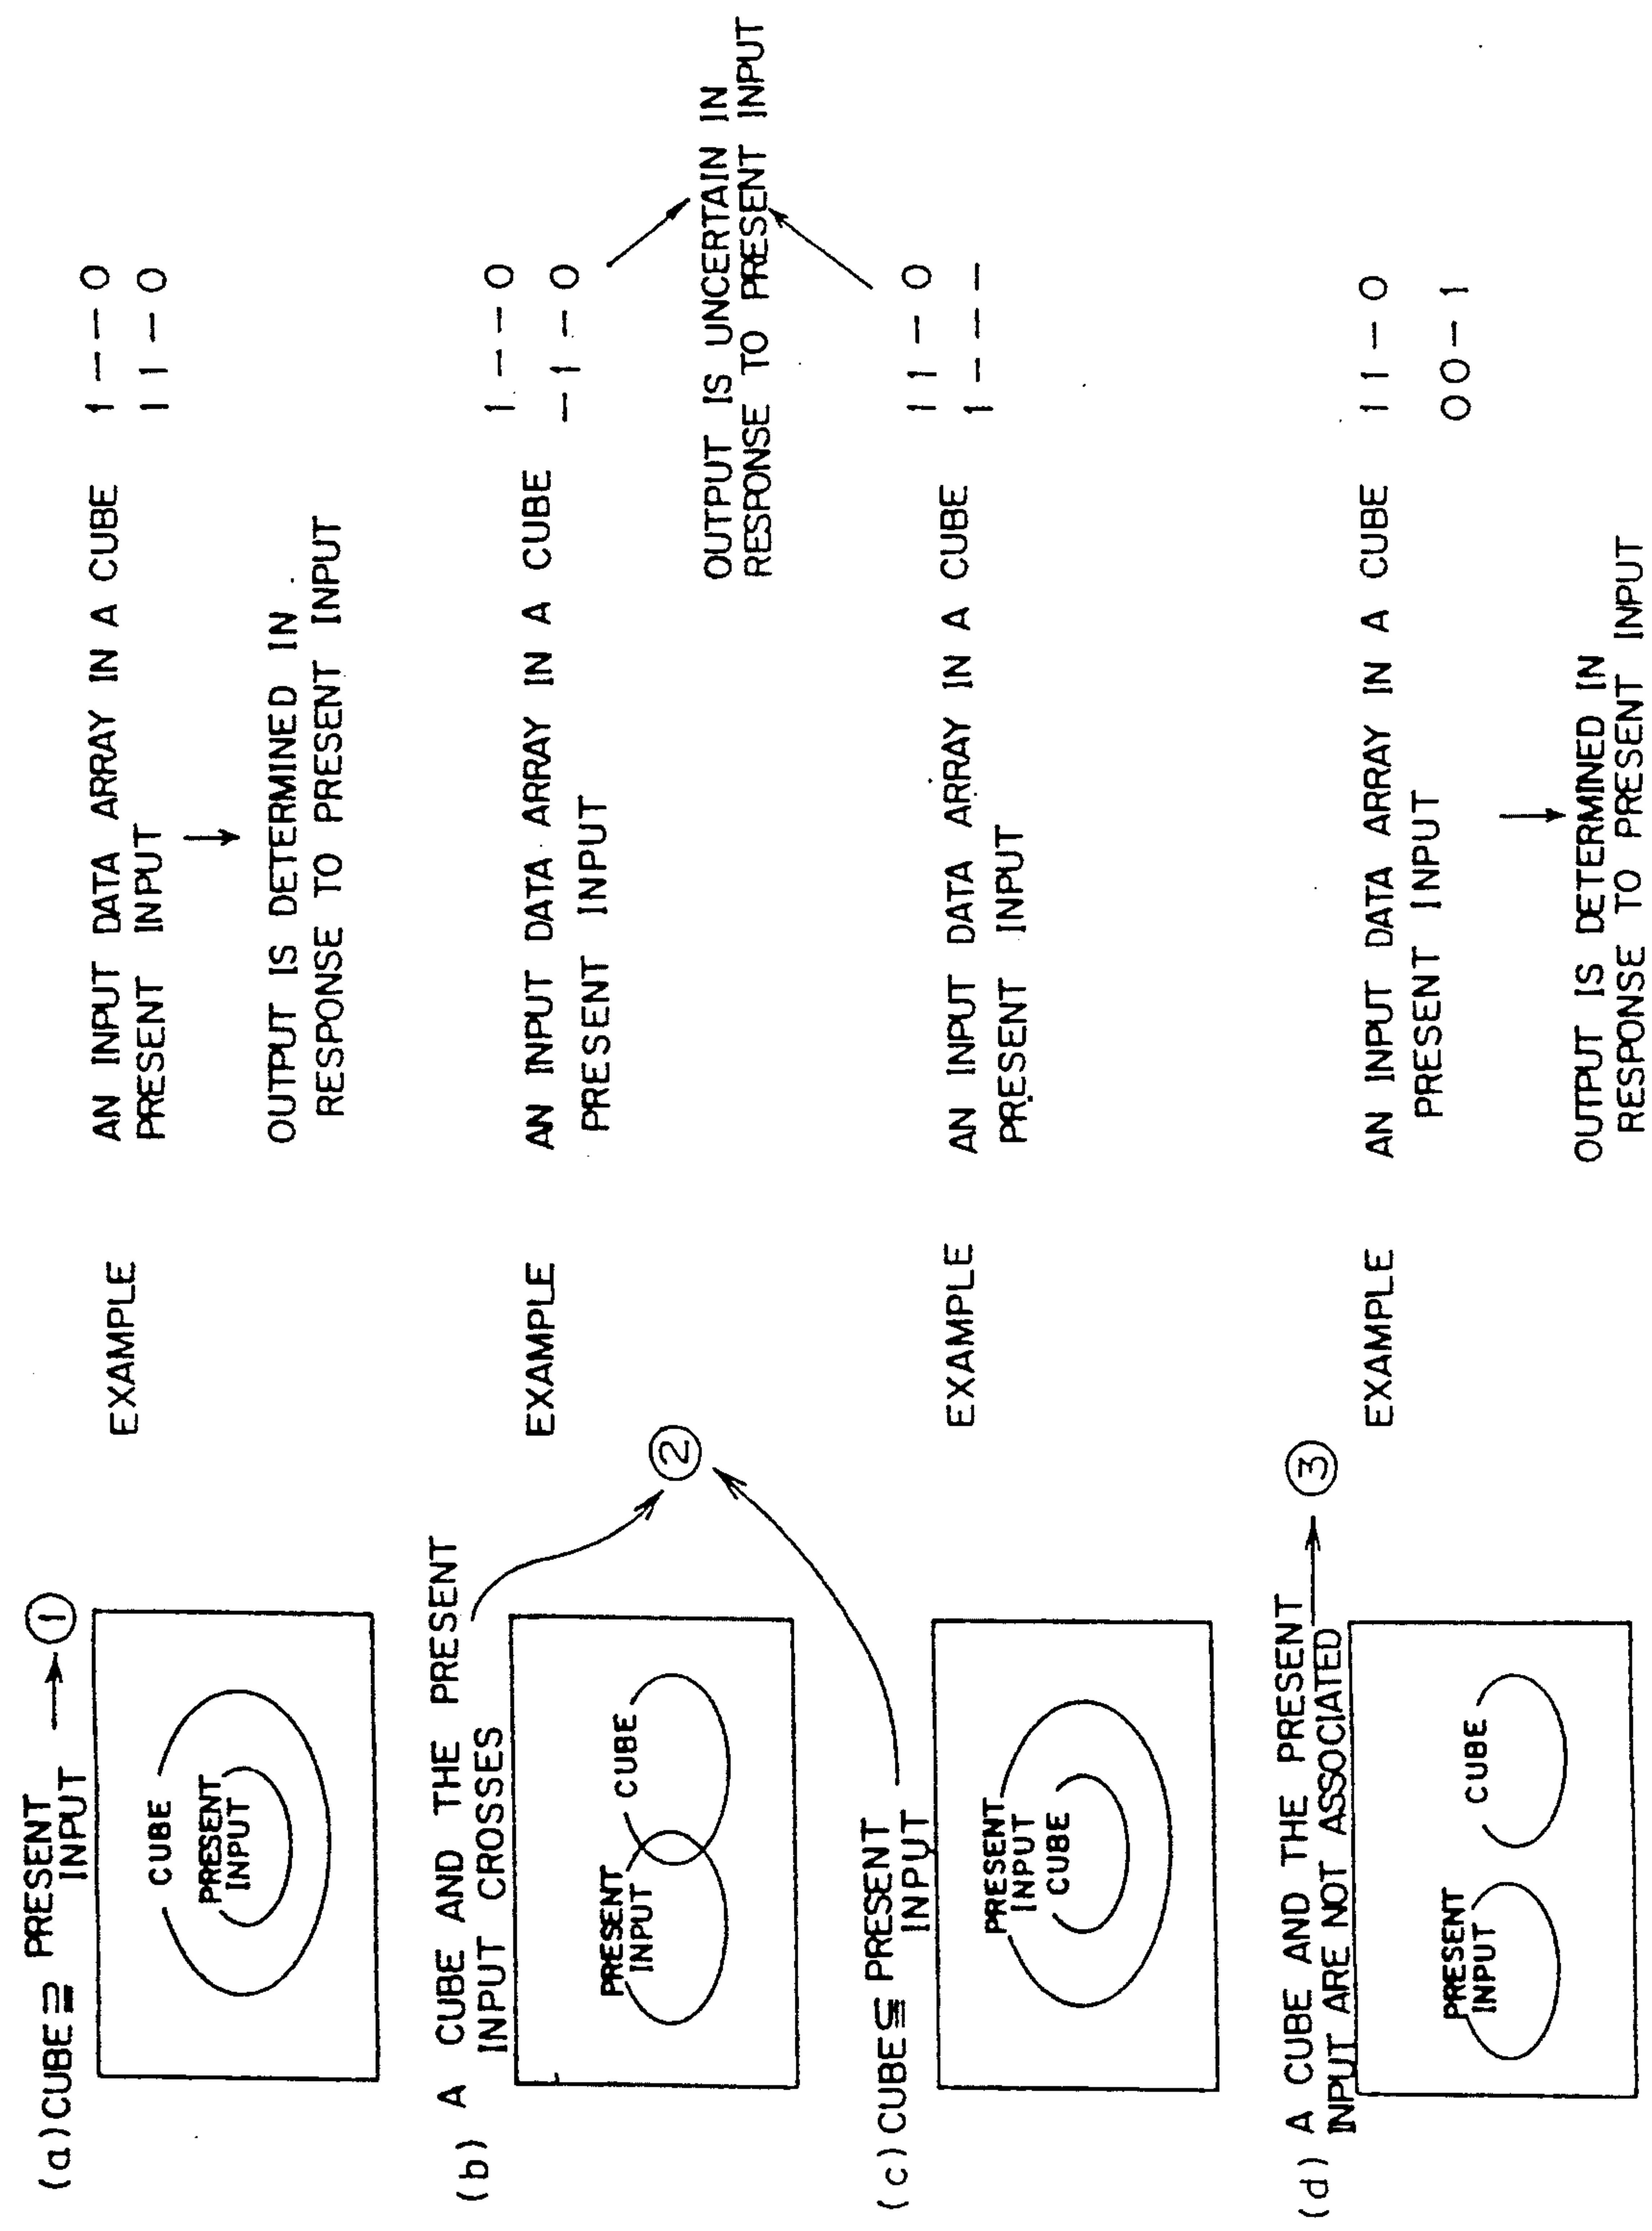 (a) CUBE ⊇ PRESENT
INPUT → ①
CUBE
PRESENT
INPUT
EXAMPLE
AN INPUT DATA ARRAY IN A CUBE 1 - - 0
PRESENT INPUT 1 1 - 0
OUTPUT IS DETERMINED IN
RESPONSE TO PRESENT INPUT
(b) A CUBE AND THE PRESENT
INPUT CROSSES
②
PRESENT
INPUT
CUBE
EXAMPLE
AN INPUT DATA ARRAY IN A CUBE 1 - - 0
PRESENT INPUT - 1 - 0
OUTPUT IS UNCERTAIN IN
RESPONSE TO PRESENT INPUT
(c) CUBE ⊆ PRESENT
INPUT
PRESENT
INPUT
CUBE
EXAMPLE
AN INPUT DATA ARRAY IN A CUBE 1 1 - 0
PRESENT INPUT 1 - - -
(d) A CUBE AND THE PRESENT
INPUT ARE NOT ASSOCIATED → ③
PRESENT
INPUT
CUBE
EXAMPLE
AN INPUT DATA ARRAY IN A CUBE 1 1 - 0
PRESENT INPUT 0 0 - 1
OUTPUT IS DETERMINED IN
RESPONSE TO PRESENT INPUT